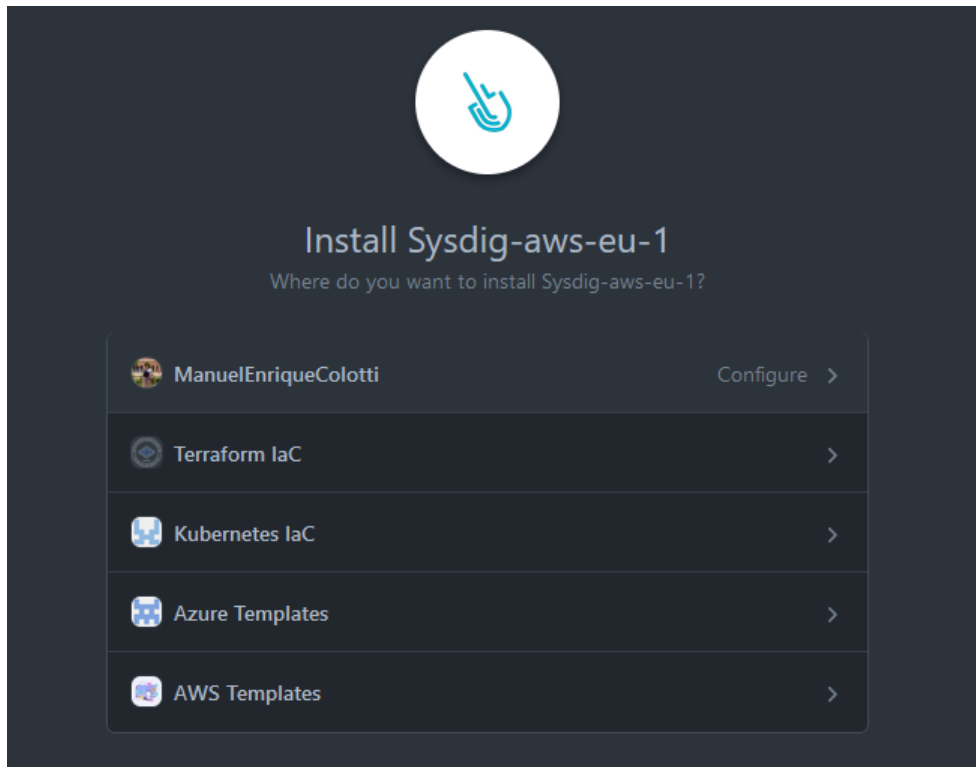 Install Sysdig-aws-eu-1
Where do you want to install Sysdig-aws-eu-1?
ManuelEnriqueColotti Configure
Terraform IaC
Kubernetes IaC
Azure Templates
AWS Templates